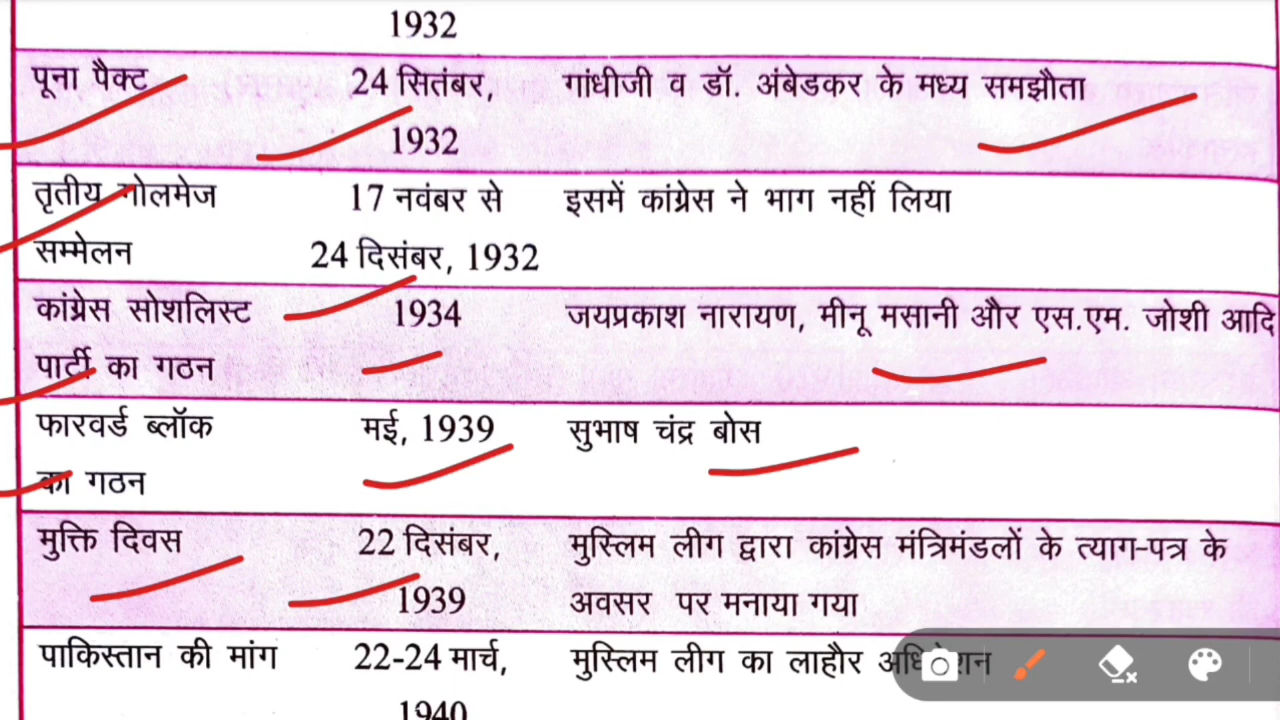 1932
पूना पैक्ट 24 सितंबर, गांधीजी व डॉ. अंबेडकर के मध्य समझौता
1932
तृतीय गोलमेज 17 नवंबर से इसमें कांग्रेस ने भाग नहीं लिया
सम्मेलन 24 दिसंबर, 1932
कांग्रेस सोशलिस्ट 1934 जयप्रकाश नारायण, मीनू मसानी और एस.एम. जोशी आदि
पार्टी का गठन
फारवर्ड ब्लॉक मई, 1939 सुभाष चंद्र बोस
का गठन
मुक्ति दिवस 22 दिसंबर, मुस्लिम लीग द्वारा कांग्रेस मंत्रिमंडलों के त्याग-पत्र के
1939 अवसर पर मनाया गया
पाकिस्तान की मांग 22-24 मार्च, मुस्लिम लीग का लाहौर अधिवेशन
1940